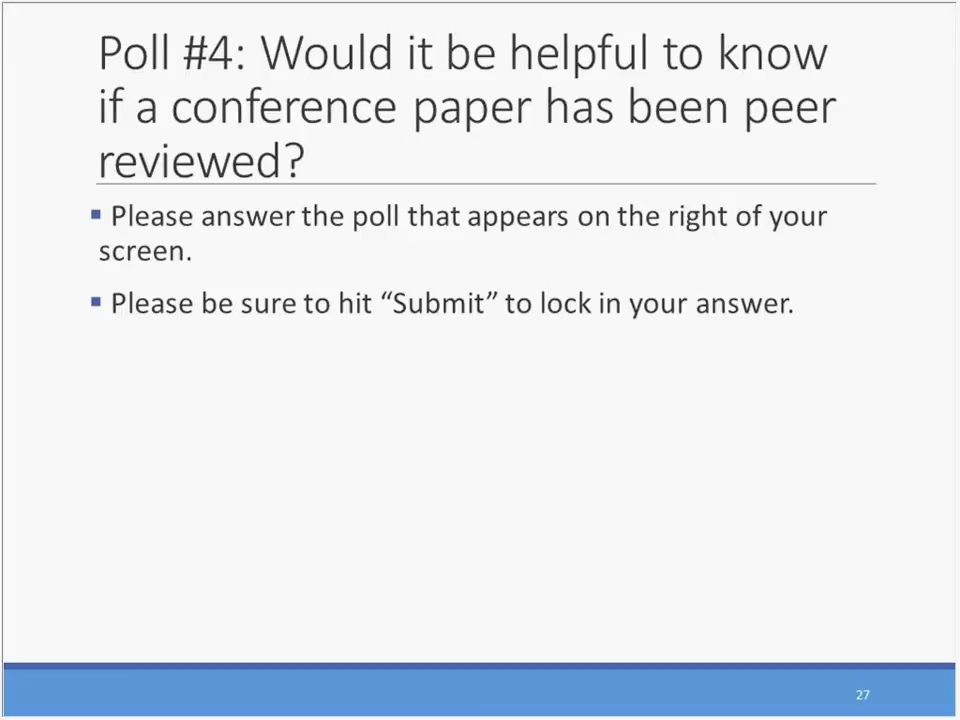 Poll #4: Would it be helpful to know
if a conference paper has been peer
reviewed?
▪ Please answer the poll that appears on the right of your
screen.
▪ Please be sure to hit “Submit” to lock in your answer.
27